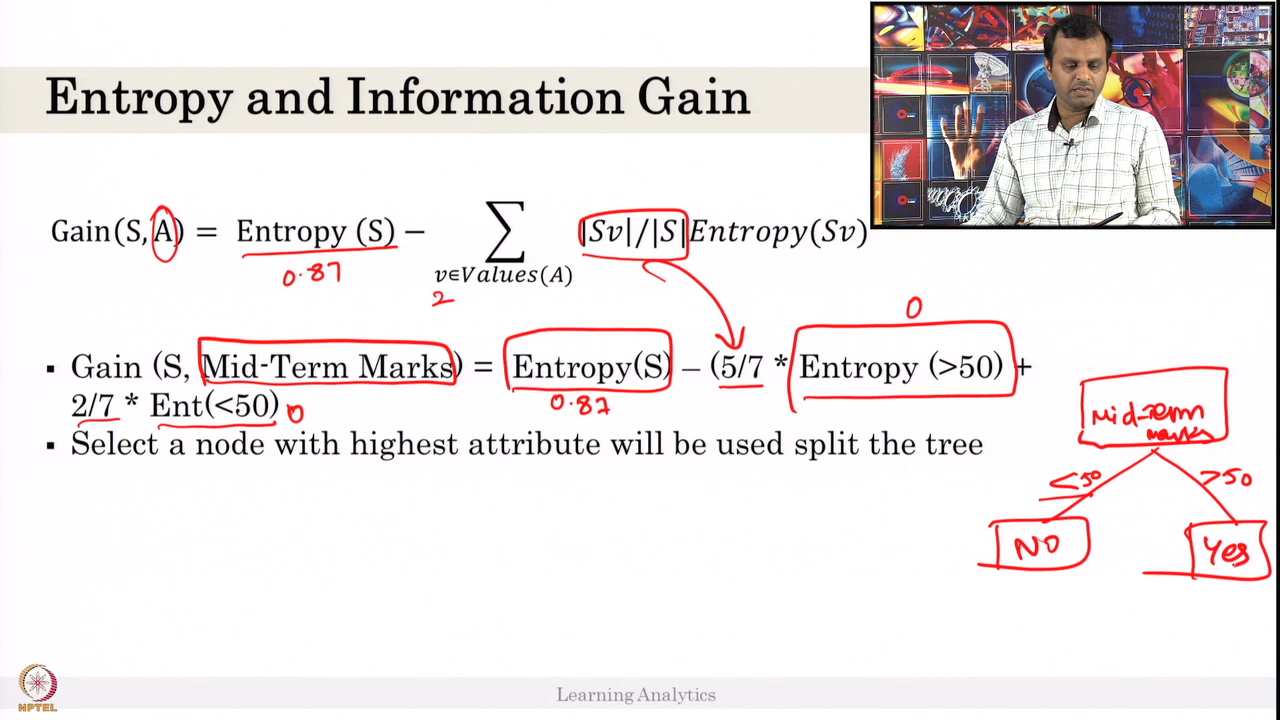 Entropy and Information Gain
Gain(S, A) = Entropy (S) − ∑ |Sv|/|S|Entropy(Sv)
v∈Values(A)
0.87
2
0
▪ Gain (S, Mid-Term Marks) = Entropy(S) – (5/7 * Entropy (>50) +
2/7 * Ent(<50) 0
0.87
▪ Select a node with highest attribute will be used split the tree
Mid-Term
marks
<50
>50
NO
Yes
NPTEL
Learning Analytics